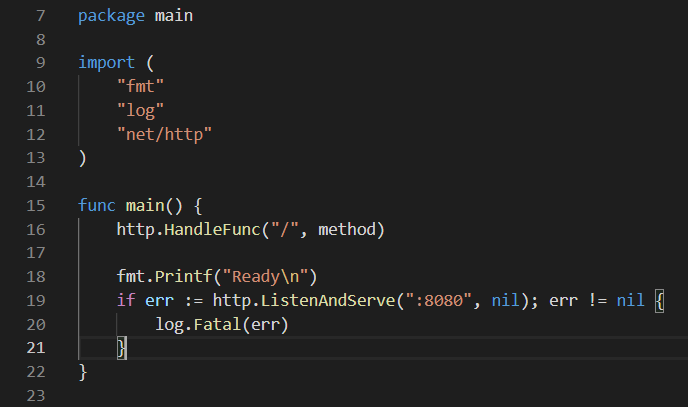 7 package main
8
9 import (
10 "fmt"
11 "log"
12 "net/http"
13 )
14
15 func main() {
16 http.HandleFunc("/", method)
17
18 fmt.Printf("Ready\n")
19 if err := http.ListenAndServe(":8080", nil); err != nil {
20 log.Fatal(err)
21 }
22 }
23